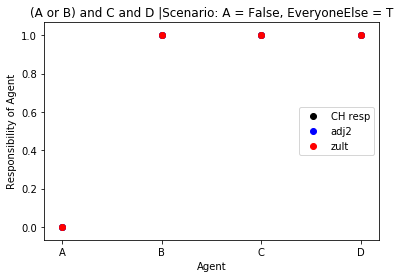 (A or B) and C and D |Scenario: A = False, EveryoneElse = T
1.0
0.8
0.6
0.4
0.2
0.0
Responsibility of Agent
CH resp
adj2
zult
A B C D
Agent